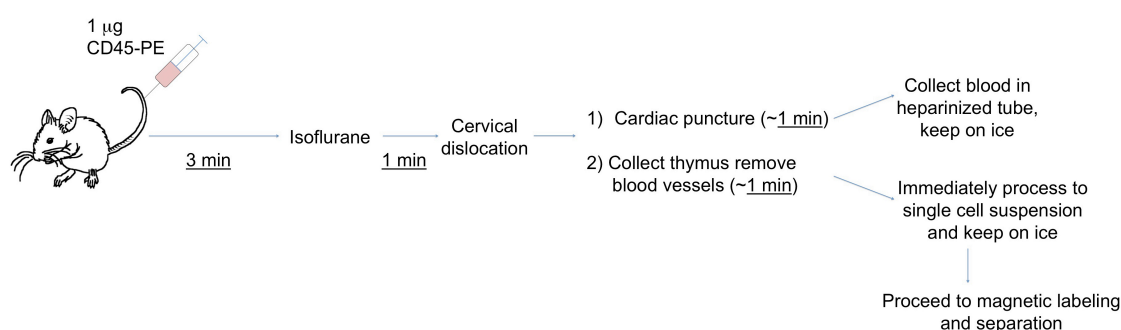 1 μg
CD45-PE
3 min
Isoflurane
1 min
Cervical
dislocation
1) Cardiac puncture (~1 min)
2) Collect thymus remove
blood vessels (~1 min)
Collect blood in
heparinized tube,
keep on ice
Immediately process to
single cell suspension
and keep on ice
Proceed to magnetic labeling
and separation